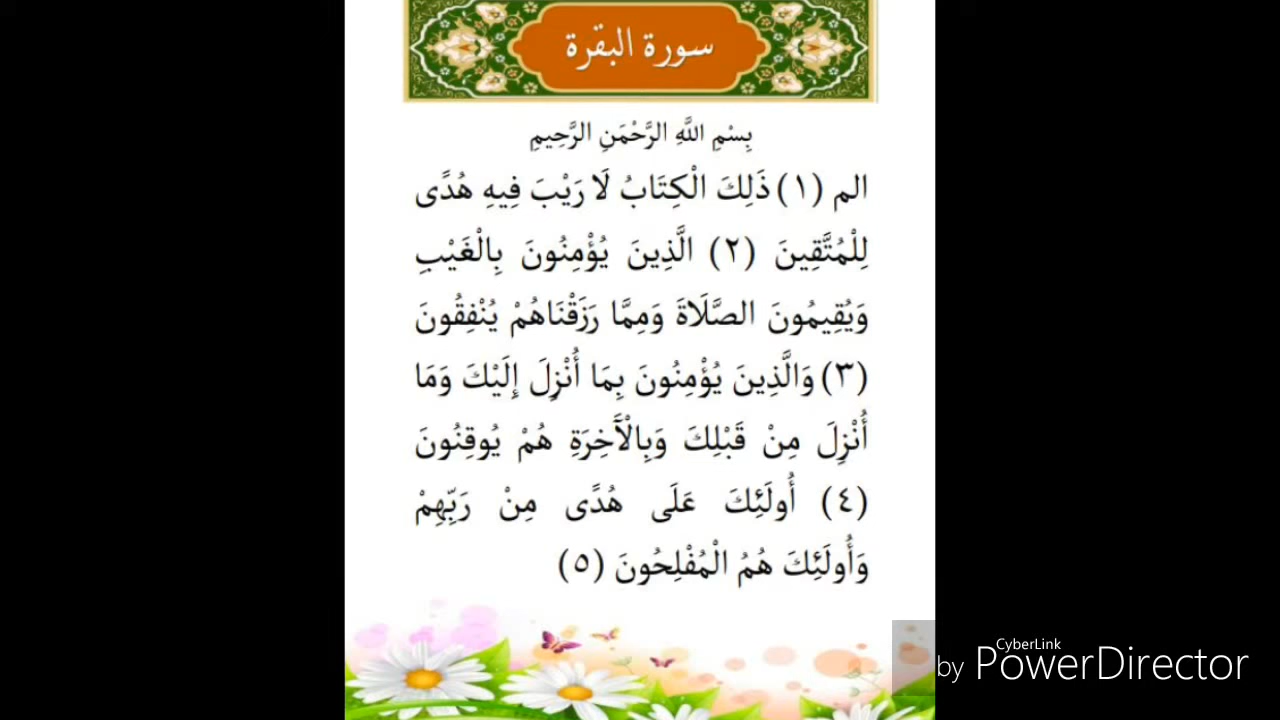 سورة البقرة
بِسْمِ اللَّهِ الرَّحْمَنِ الرَّحِيمِ
الم (١) ذَلِكَ الْكِتَابُ لَا رَيْبَ فِيهِ هُدًى
لِلْمُتَّقِينَ (٢) الَّذِينَ يُؤْمِنُونَ بِالْغَيْبِ
وَيُقِيمُونَ الصَّلَاةَ وَمِمَّا رَزَقْنَاهُمْ يُنْفِقُونَ
(٣) وَالَّذِينَ يُؤْمِنُونَ بِمَا أُنْزِلَ إِلَيْكَ وَمَا
أُنْزِلَ مِنْ قَبْلِكَ وَبِالْآَخِرَةِ هُمْ يُوقِنُونَ
(٤) أُولَئِكَ عَلَى هُدًى مِنْ رَبِّهِمْ
وَأُولَئِكَ هُمُ الْمُفْلِحُونَ (٥)
CyberLink
by PowerDirector